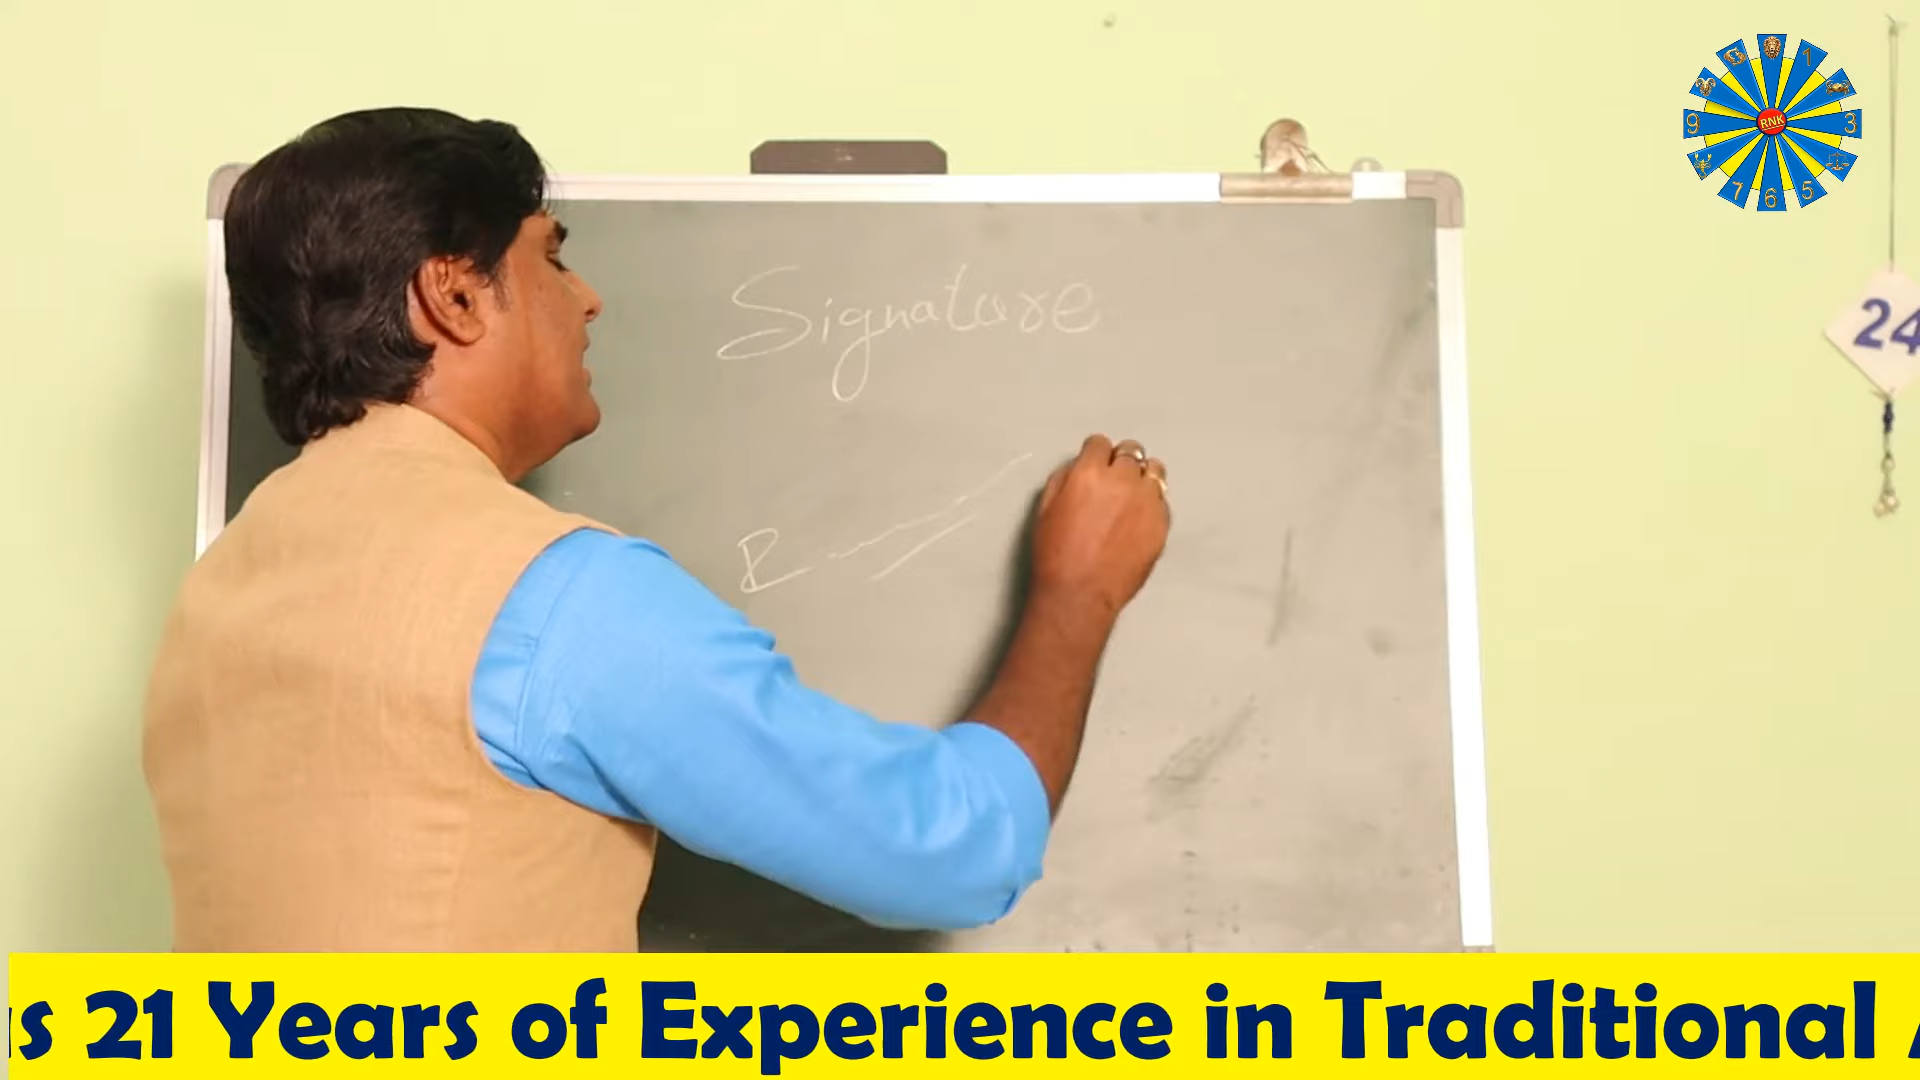 Signature
R
RNK
1
3
5
6
7
9
24
s 21 Years of Experience in Traditional